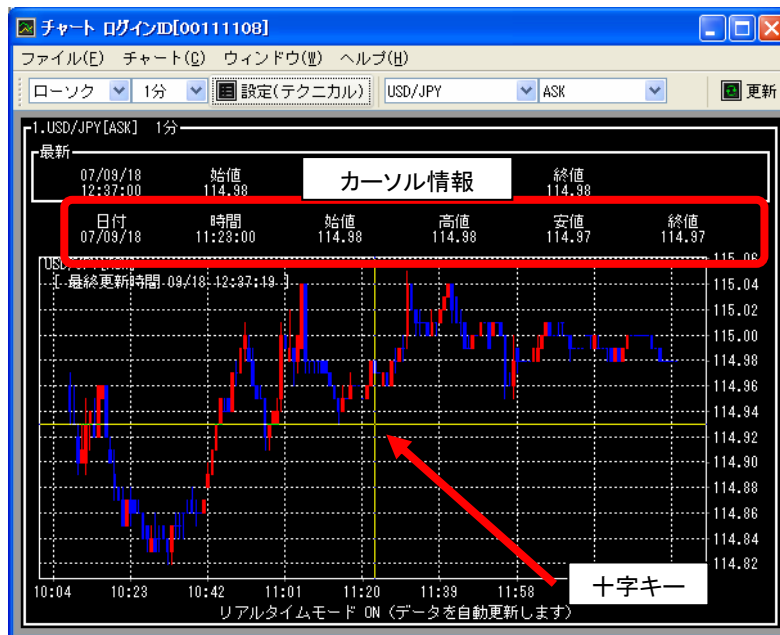 チャート ログインID[00111108]
ファイル(F) チャート(C) ウィンドウ(W) ヘルプ(H)
ローソク 1分 設定(テクニカル) USD/JPY ASK 更新
1.USD/JPY[ASK] 1分
最新
07/09/18 始値 カーソル情報 終値
12:37:00 114.98 114.98
日付 時間 始値 高値 安値 終値
07/09/18 11:23:00 114.98 114.98 114.97 114.97
115.06
[ 最終更新時間 09/18 12:37:19 ]
115.04
115.02
115.00
114.98
114.96
114.94
114.92
114.90
114.88
114.86
114.84
114.82
十字キー
10:04 10:23 10:42 11:01 11:20 11:39 11:58
リアルタイムモード ON (データを自動更新します)